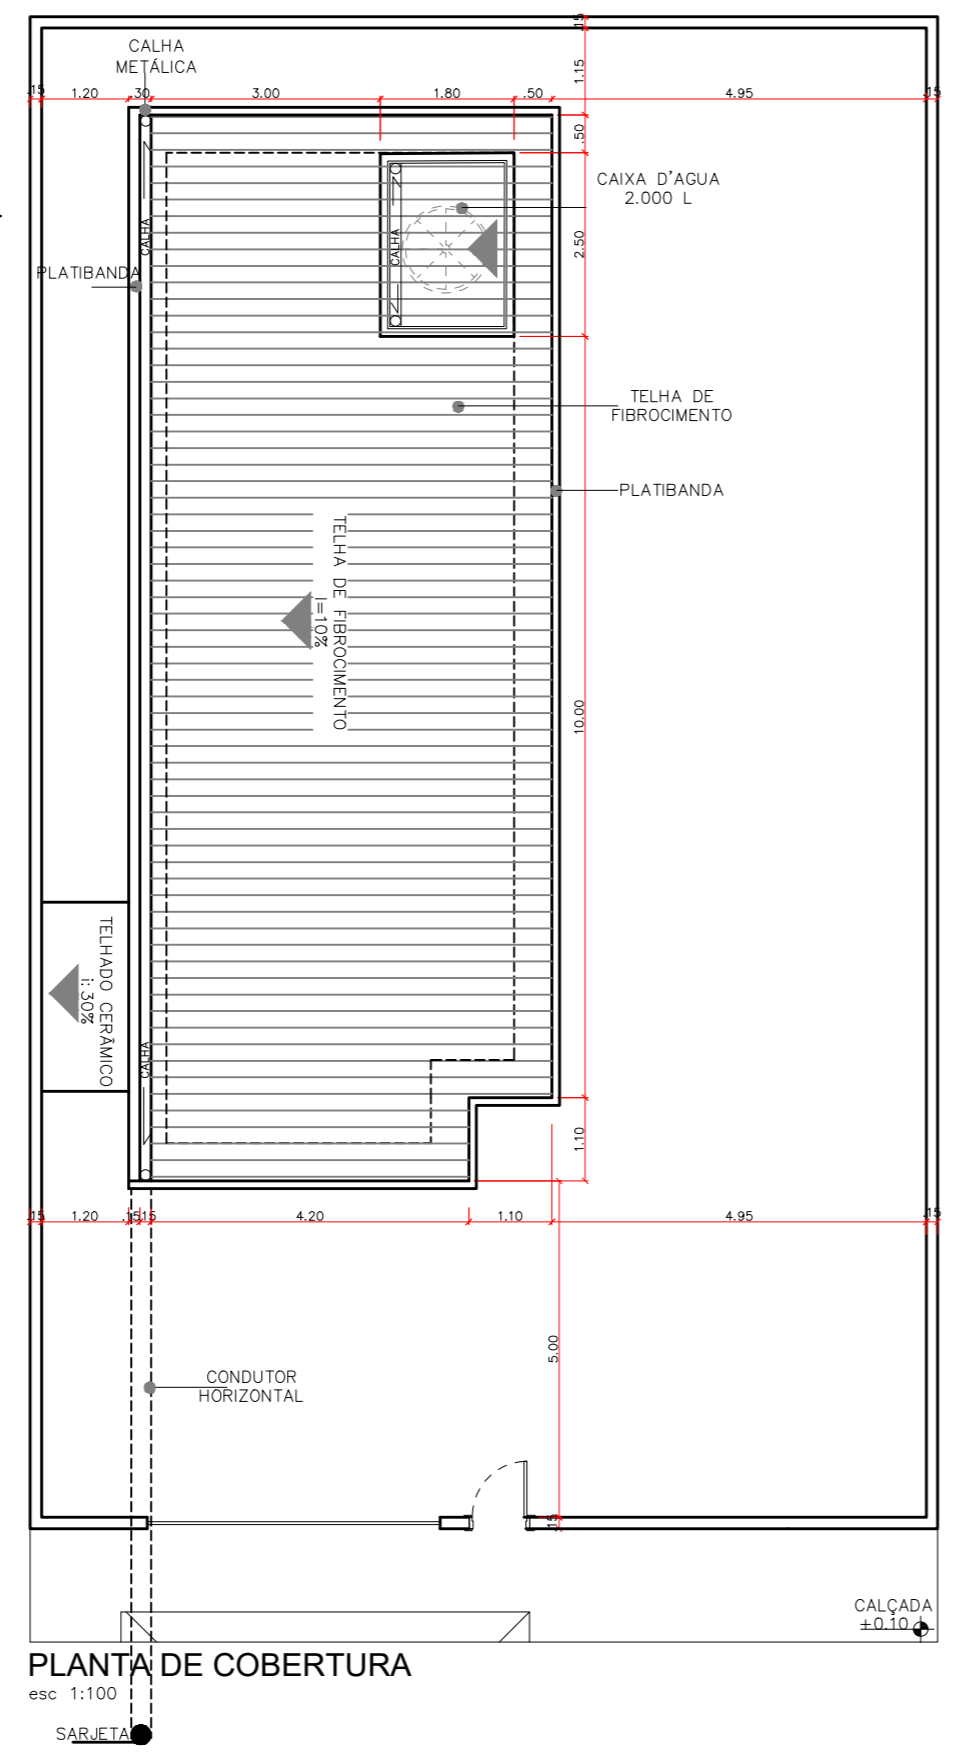 .15
CALHA
METÁLICA
1.15
.15
1.20
.30
3.00
1.80
.50
4.95
.15
.50
CAIXA D'AGUA
2.000 L
CALHA
CALHA
2.50
PLATIBANDA
TELHA DE
FIBROCIMENTO
PLATIBANDA
TELHA DE FIBROCIMENTO
I=10%
10.00
TELHADO CERÂMICO
i: 30%
CALHA
1.10
.15
1.20
.15
.15
4.20
1.10
4.95
.15
5.00
CONDUTOR
HORIZONTAL
.15
CALÇADA
+0.10
PLANTA DE COBERTURA
esc 1:100
SARJETA